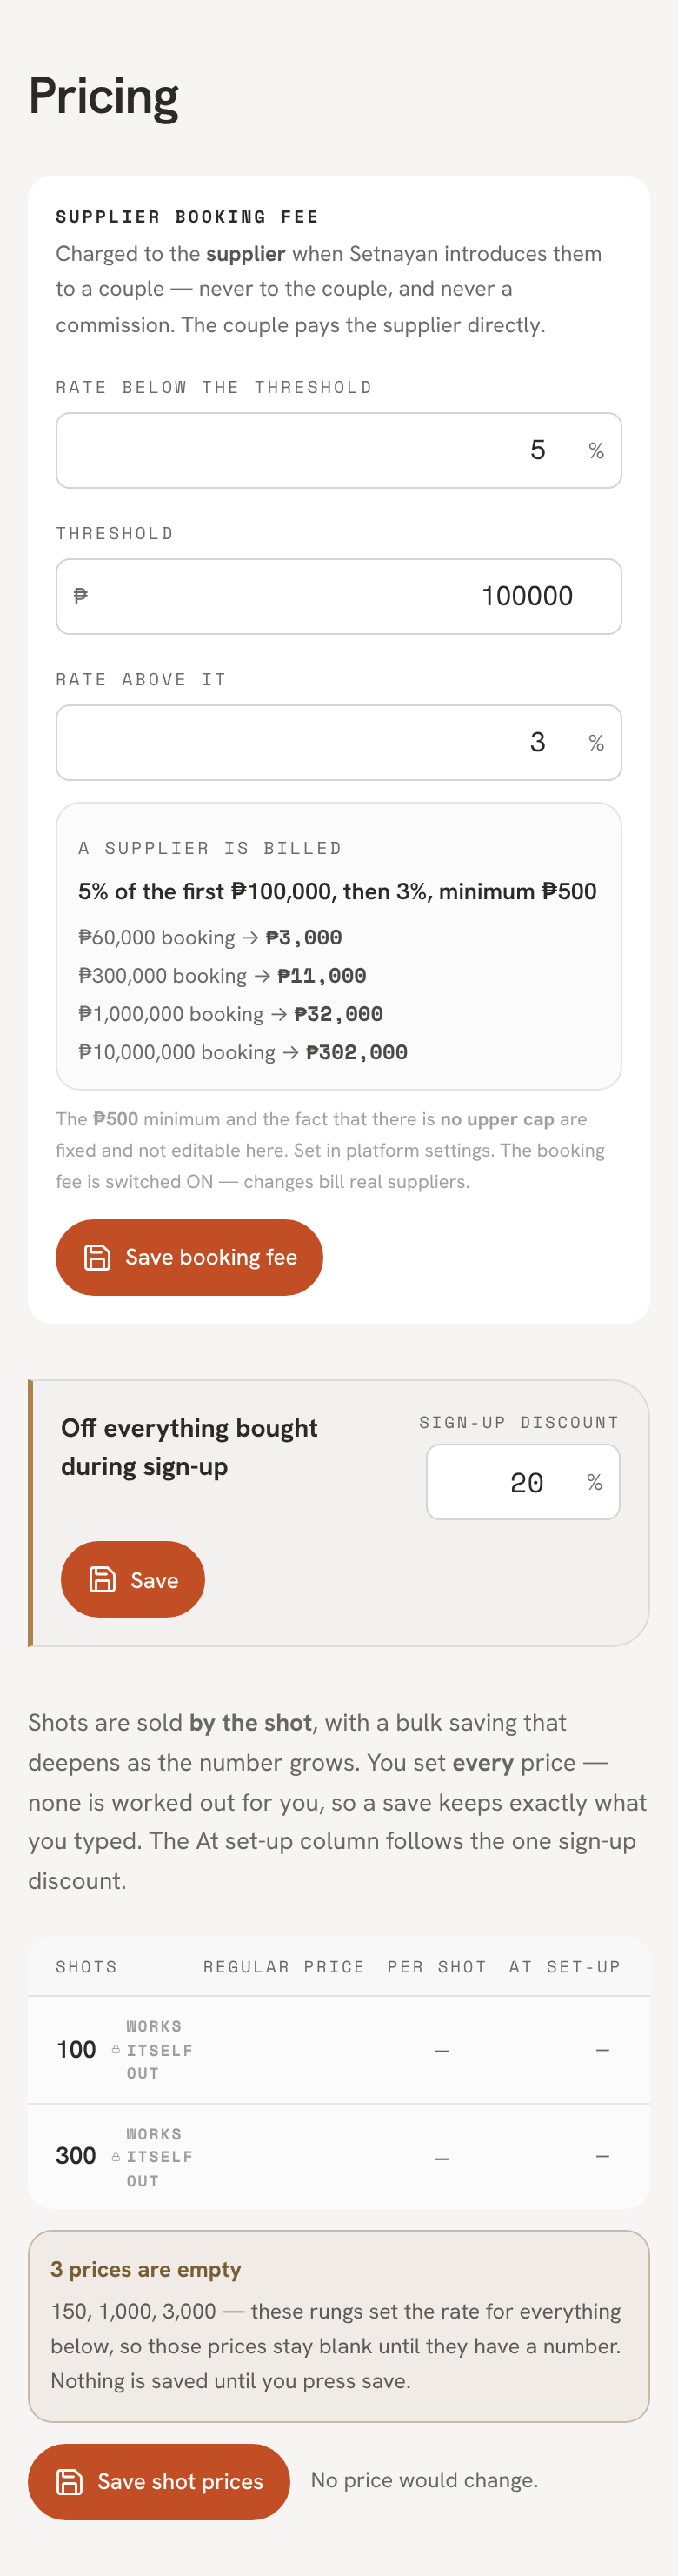 Pricing
SUPPLIER BOOKING FEE
Charged to the supplier when Setnayan introduces them
to a couple — never to the couple, and never a
commission. The couple pays the supplier directly.
RATE BELOW THE THRESHOLD
5 %
THRESHOLD
₱ 100000
RATE ABOVE IT
3 %
A SUPPLIER IS BILLED
5% of the first ₱100,000, then 3%, minimum ₱500
₱60,000 booking → ₱3,000
₱300,000 booking → ₱11,000
₱1,000,000 booking → ₱32,000
₱10,000,000 booking → ₱302,000
The ₱500 minimum and the fact that there is no upper cap are
fixed and not editable here. Set in platform settings. The booking
fee is switched ON — changes bill real suppliers.
Save booking fee
Off everything bought
during sign-up
SIGN-UP DISCOUNT
20 %
Save
Shots are sold by the shot, with a bulk saving that
deepens as the number grows. You set every price —
none is worked out for you, so a save keeps exactly what
you typed. The At set-up column follows the one sign-up
discount.
SHOTS REGULAR PRICE PER SHOT AT SET-UP
100 WORKS ITSELF OUT — —
300 WORKS ITSELF OUT — —
3 prices are empty
150, 1,000, 3,000 — these rungs set the rate for everything
below, so those prices stay blank until they have a number.
Nothing is saved until you press save.
Save shot prices No price would change.